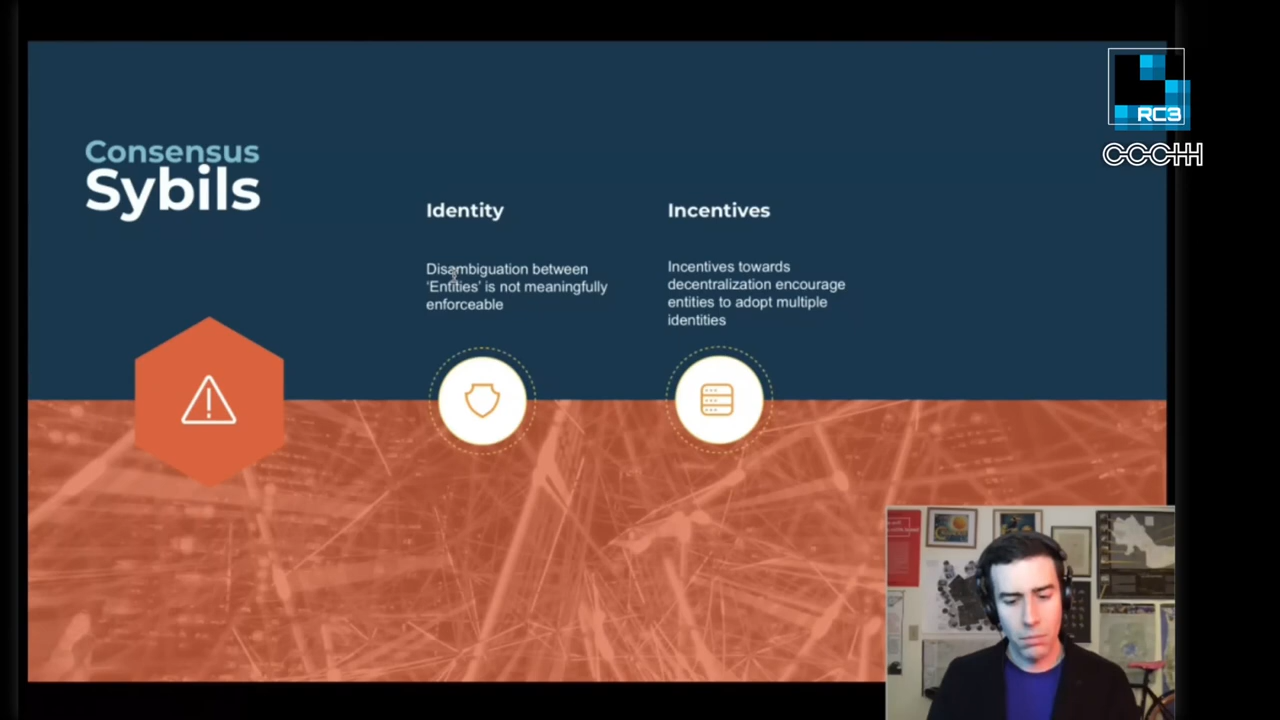 RC3
CCCHH
Consensus
Sybils
Identity
Disambiguation between
‘Entities’ is not meaningfully
enforceable
Incentives
Incentives towards
decentralization encourage
entities to adopt multiple
identities